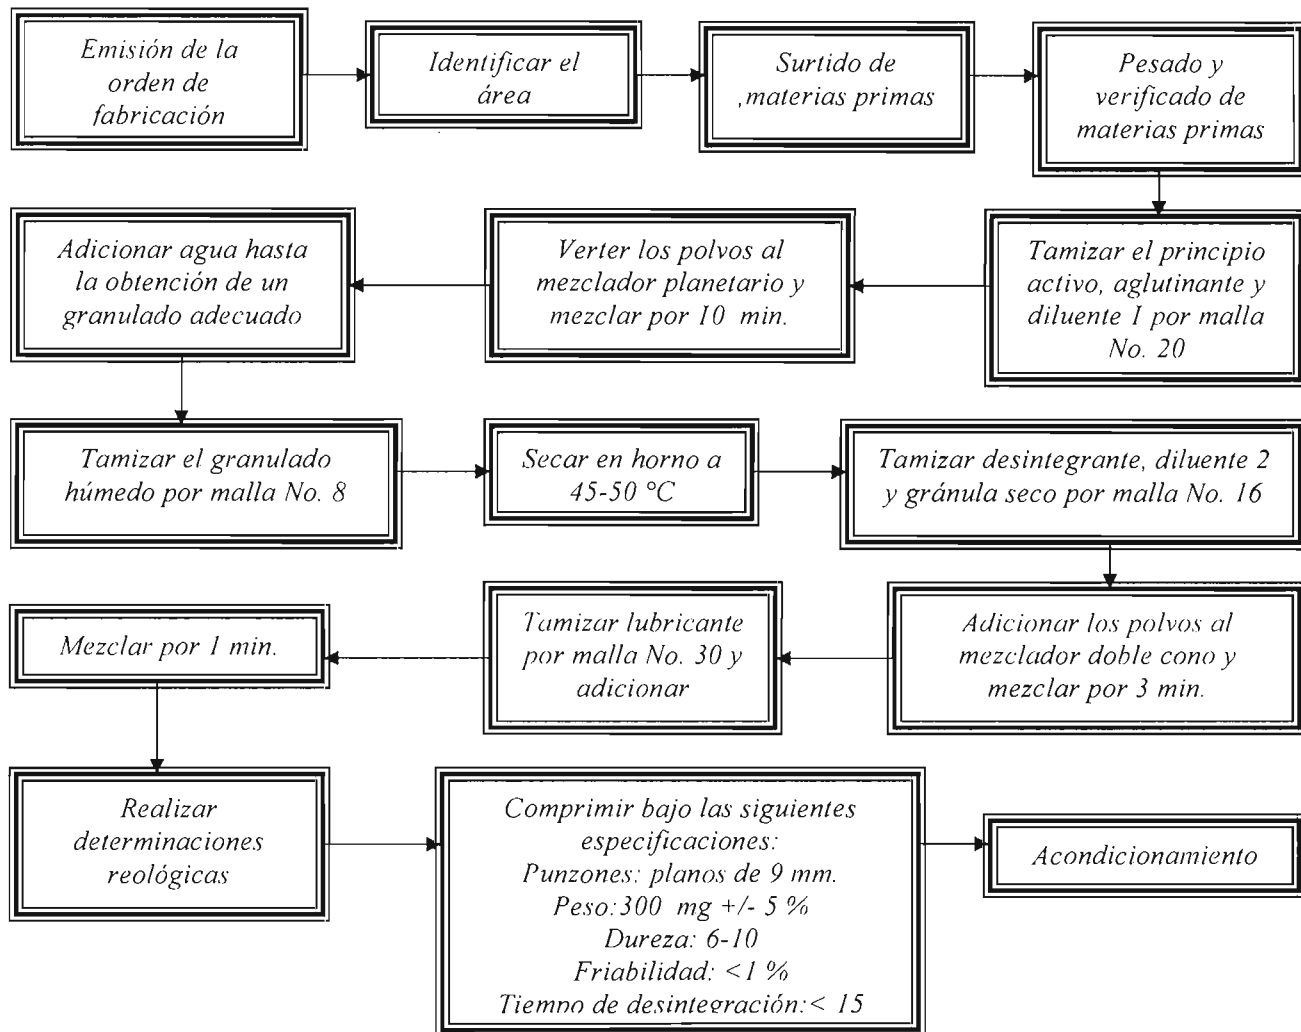 Emisión de la
orden de
fabricación
Identificar el
área
Surtido de
,materias primas
Pesado y
verificado de
materias primas
Tamizar el principio
activo, aglutinante y
diluente 1 por malla
No. 20
Verter los polvos al
mezclador planetario y
mezclar por 10 min.
Adicionar agua hasta
la obtención de un
granulado adecuado
Tamizar el granulado
húmedo por malla No. 8
Secar en horno a
45-50 °C
Tamizar desintegrante, diluente 2
y gránula seco por malla No. 16
Adicionar los polvos al
mezclador doble cono y
mezclar por 3 min.
Tamizar lubricante
por malla No. 30 y
adicionar
Mezclar por 1 min.
Realizar
determinaciones
reológicas
Comprimir bajo las siguientes
especificaciones:
Punzones: planos de 9 mm.
Peso:300 mg +/- 5 %
Dureza: 6-10
Friabilidad: <1 %
Tiempo de desintegración:< 15
Acondicionamiento